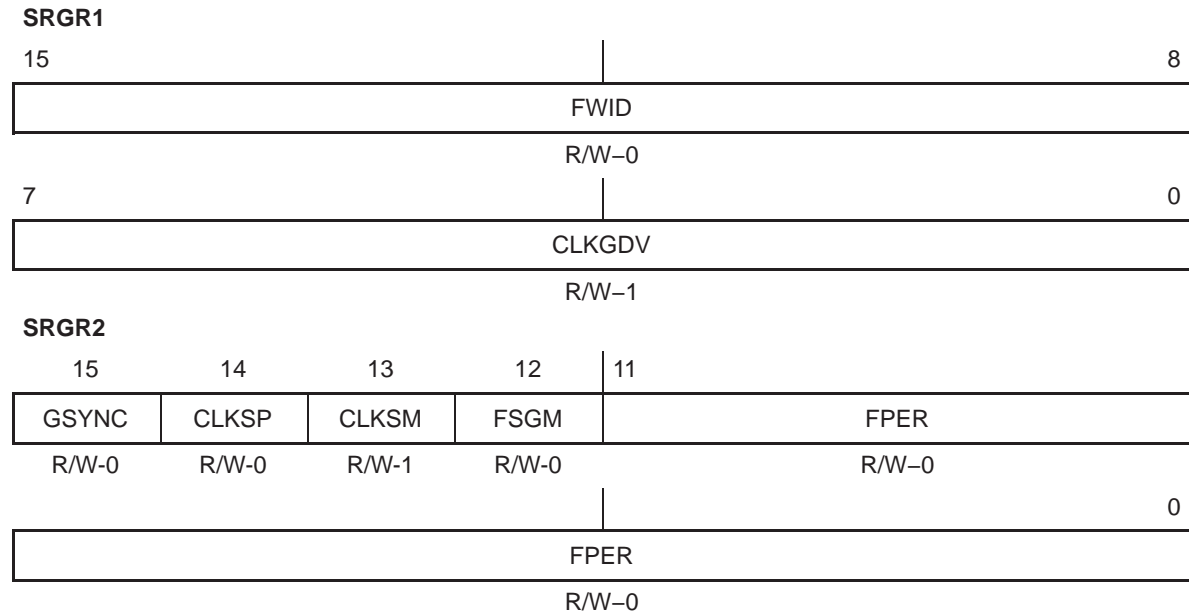 SRGR1
15 8
FWID
R/W–0
7 0
CLKGDV
R/W–1
SRGR2
15 14 13 12 11
GSYNC CLKSP CLKSM FSGM FPER
R/W-0 R/W-0 R/W-1 R/W-0 R/W–0
0
FPER
R/W–0